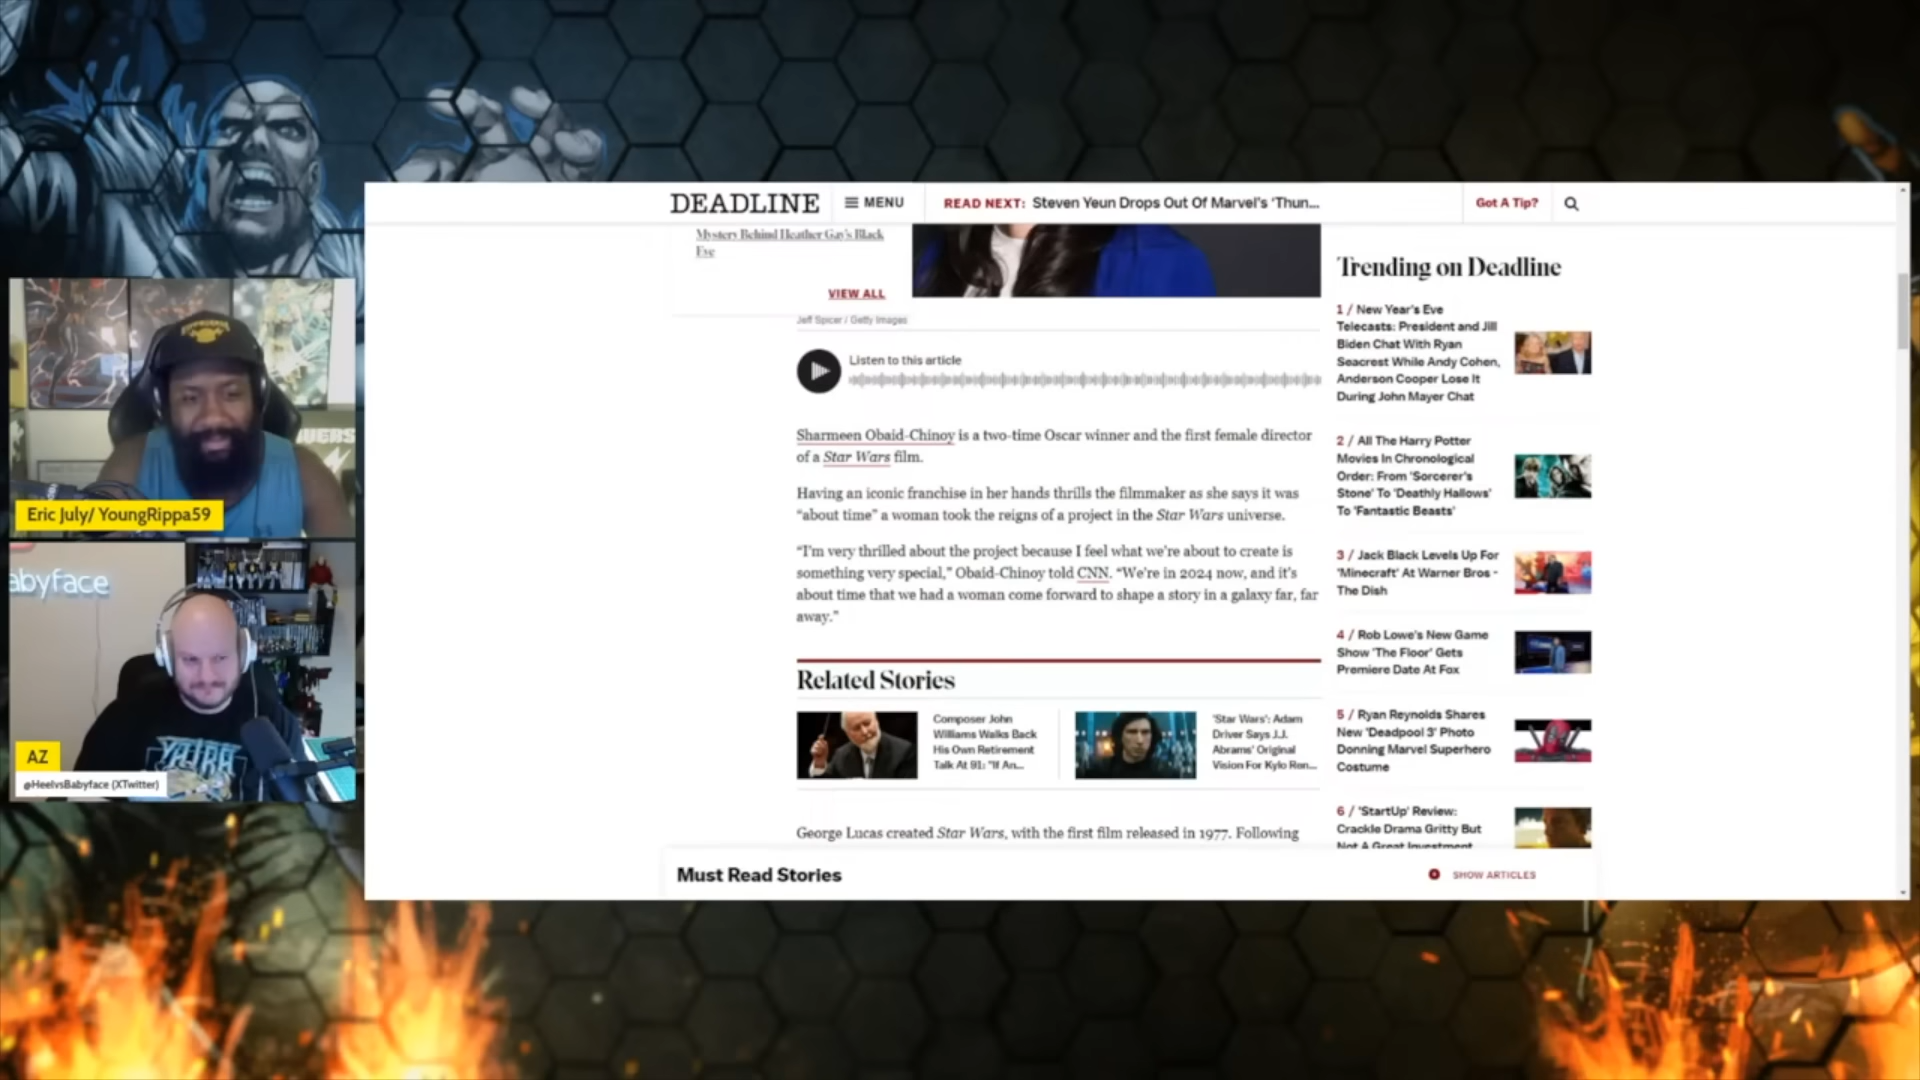 DEADLINE
MENU
READ NEXT: Steven Yeun Drops Out Of Marvel's 'Thun...
Got A Tip?
Mystery Behind Heather Gay's Black
Eye
VIEW ALL
Jeff Spicer / Getty Images
Listen to this article
Sharmeen Obaid-Chinoy is a two-time Oscar winner and the first female director
of a Star Wars film.
Having an iconic franchise in her hands thrills the filmmaker as she says it was
“about time” a woman took the reigns of a project in the Star Wars universe.
“I’m very thrilled about the project because I feel what we’re about to create is
something very special,” Obaid-Chinoy told CNN. “We’re in 2024 now, and it’s
about time that we had a woman come forward to shape a story in a galaxy far, far
away.”
Related Stories
Composer John
Williams Walks Back
His Own Retirement
Talk At 91: "If An...
'Star Wars': Adam
Driver Says J.J.
Abrams' Original
Vision For Kylo Ren...
George Lucas created Star Wars, with the first film released in 1977. Following
Must Read Stories
SHOW ARTICLES
Trending on Deadline
1 / New Year's Eve
Telecasts: President and Jill
Biden Chat With Ryan
Seacrest While Andy Cohen,
Anderson Cooper Lose It
During John Mayer Chat
2 / All The Harry Potter
Movies In Chronological
Order: From 'Sorcerer's
Stone' To 'Deathly Hallows'
To 'Fantastic Beasts'
3 / Jack Black Levels Up For
'Minecraft' At Warner Bros -
The Dish
4 / Rob Lowe's New Game
Show 'The Floor' Gets
Premiere Date At Fox
5 / Ryan Reynolds Shares
New 'Deadpool 3' Photo
Donning Marvel Superhero
Costume
6 / 'StartUp' Review:
Crackle Drama Gritty But
Not A Great Investment
Eric July/ YoungRippa59
abyface
AZ
@HeelvsBabyface (XTwitter)